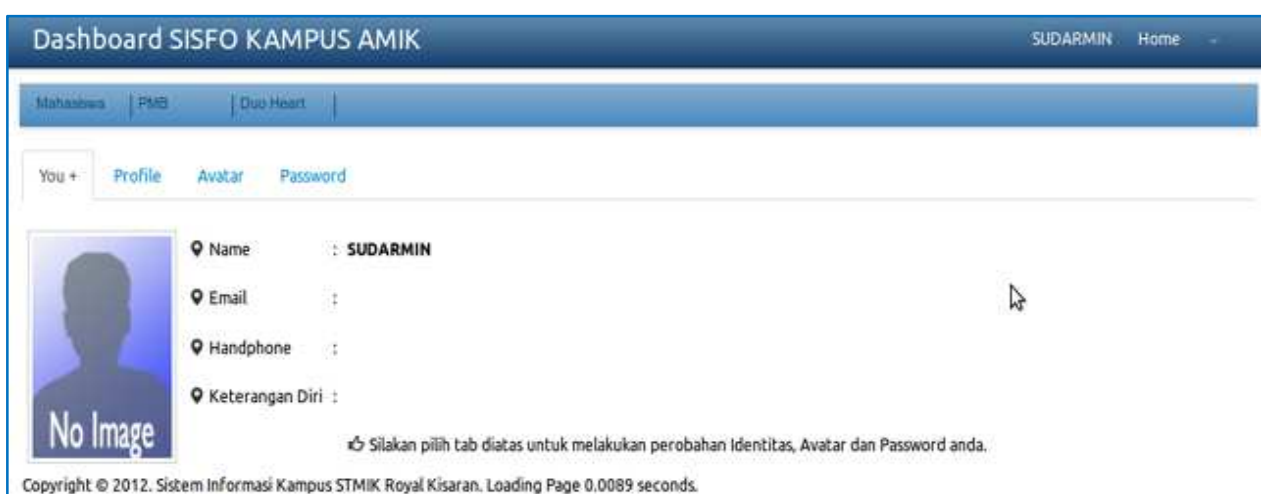 Dashboard SISFO KAMPUS AMIK SUDARMIN Home
Mahasiswa PMB Duo Heart
You + Profile Avatar Password
Name : SUDARMIN
Email :
Handphone :
Keterangan Diri :
No Image
Silakan pilih tab diatas untuk melakukan perobahan Identitas, Avatar dan Password anda.
Copyright © 2012. Sistem Informasi Kampus STMIK Royal Kisaran. Loading Page 0.0089 seconds.